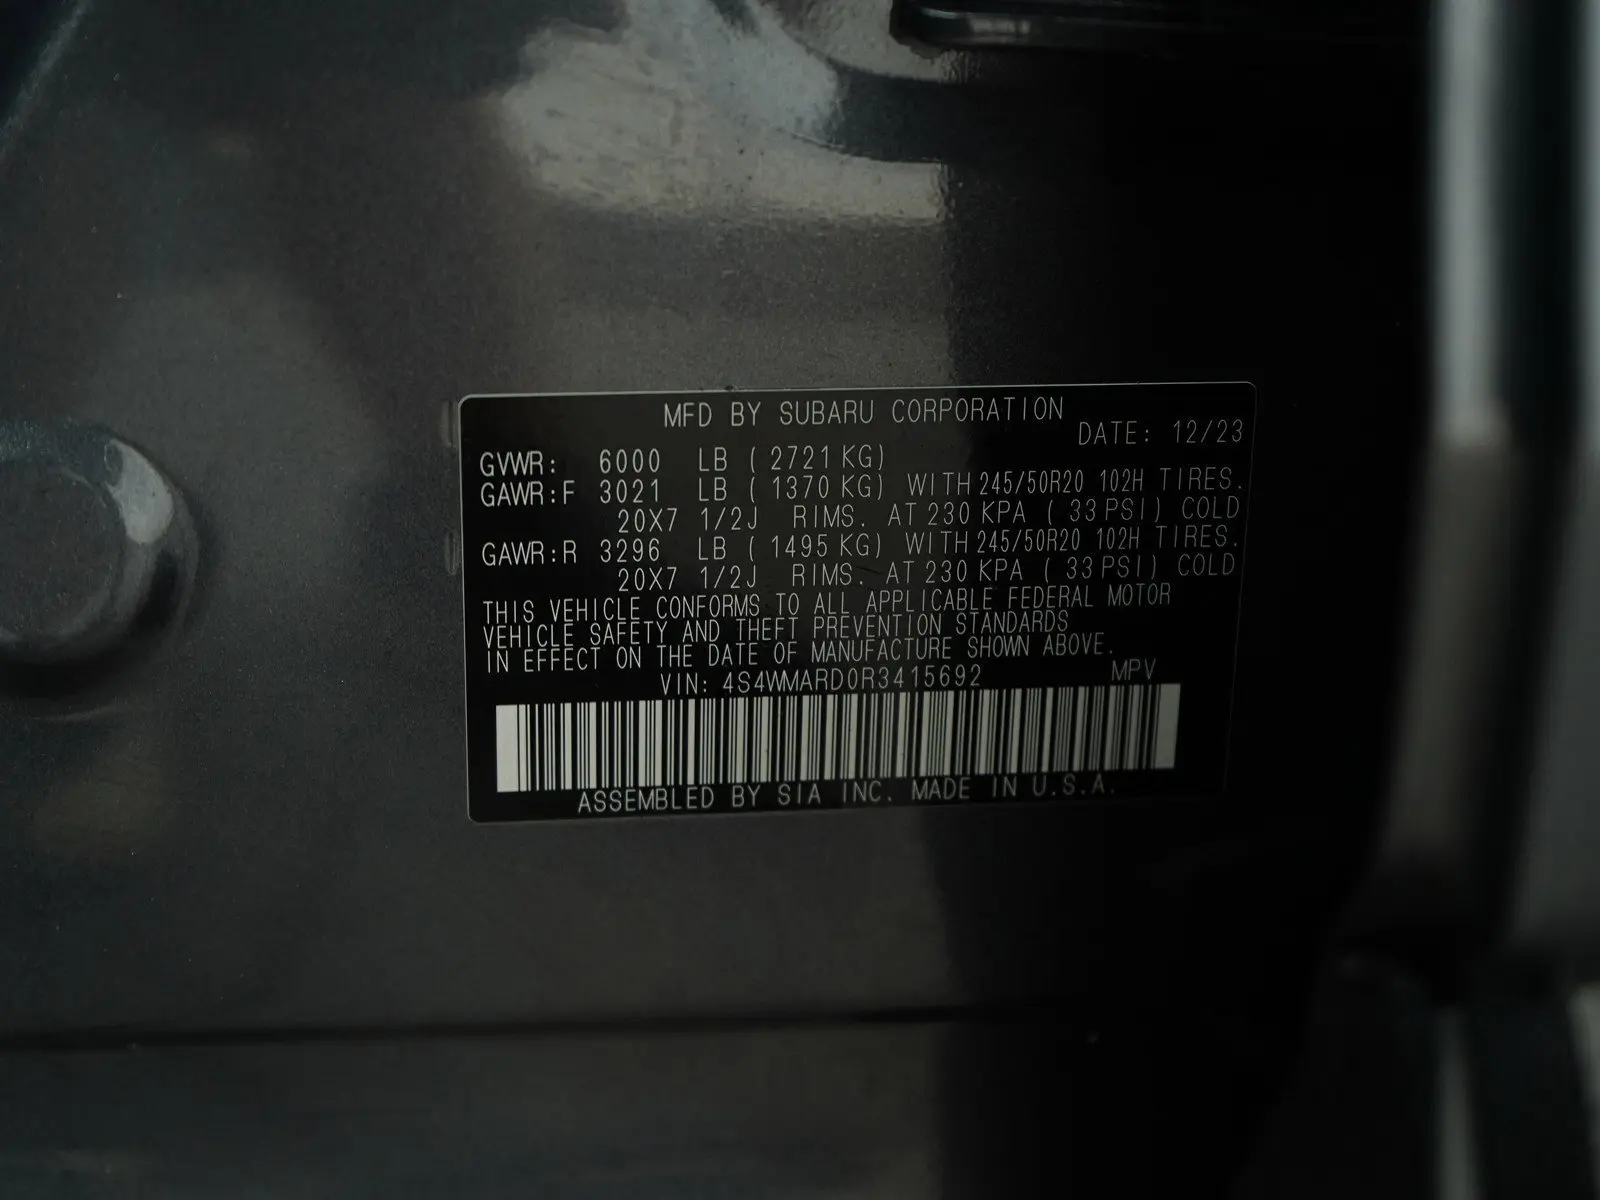 MFD BY SUBARU CORPORATION
DATE: 12/23
GVWR: 6000 LB ( 2721 KG)
GAWR:F 3021 LB ( 1370 KG) WITH 245/50R20 102H TIRES.
20X7 1/2J RIMS. AT 230 KPA ( 33 PSI) COLD
GAWR:R 3296 LB ( 1495 KG) WITH 245/50R20 102H TIRES.
20X7 1/2J RIMS. AT 230 KPA ( 33 PSI) COLD
THIS VEHICLE CONFORMS TO ALL APPLICABLE FEDERAL MOTOR
VEHICLE SAFETY AND THEFT PREVENTION STANDARDS
IN EFFECT ON THE DATE OF MANUFACTURE SHOWN ABOVE.
VIN: 4S4WMARD0R3415692 MPV
ASSEMBLED BY SIA INC. MADE IN U.S.A.